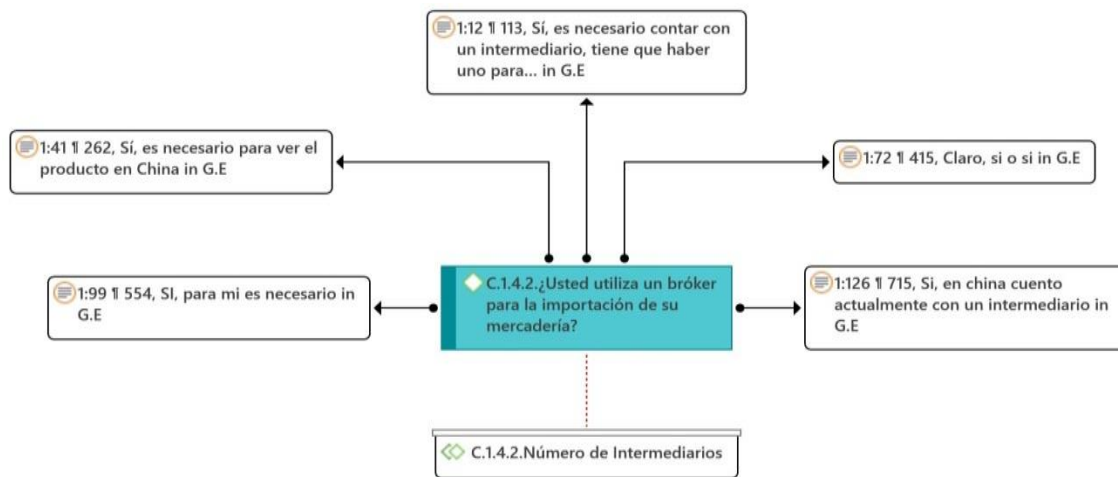 1:12 ¶ 113, Sí, es necesario contar con
un intermediario, tiene que haber
uno para... in G.E
1:41 ¶ 262, Sí, es necesario para ver el
producto en China in G.E
1:72 ¶ 415, Claro, si o si in G.E
1:99 ¶ 554, SI, para mi es necesario in
G.E
C.1.4.2.¿Usted utiliza un bróker
para la importación de su
mercadería?
1:126 ¶ 715, Si, en china cuento
actualmente con un intermediario in
G.E
C.1.4.2.Número de Intermediarios